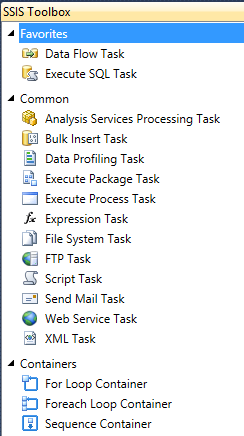 SSIS Toolbox
Favorites
Data Flow Task
Execute SQL Task
Common
Analysis Services Processing Task
Bulk Insert Task
Data Profiling Task
Execute Package Task
Execute Process Task
Expression Task
File System Task
FTP Task
Script Task
Send Mail Task
Web Service Task
XML Task
Containers
For Loop Container
Foreach Loop Container
Sequence Container